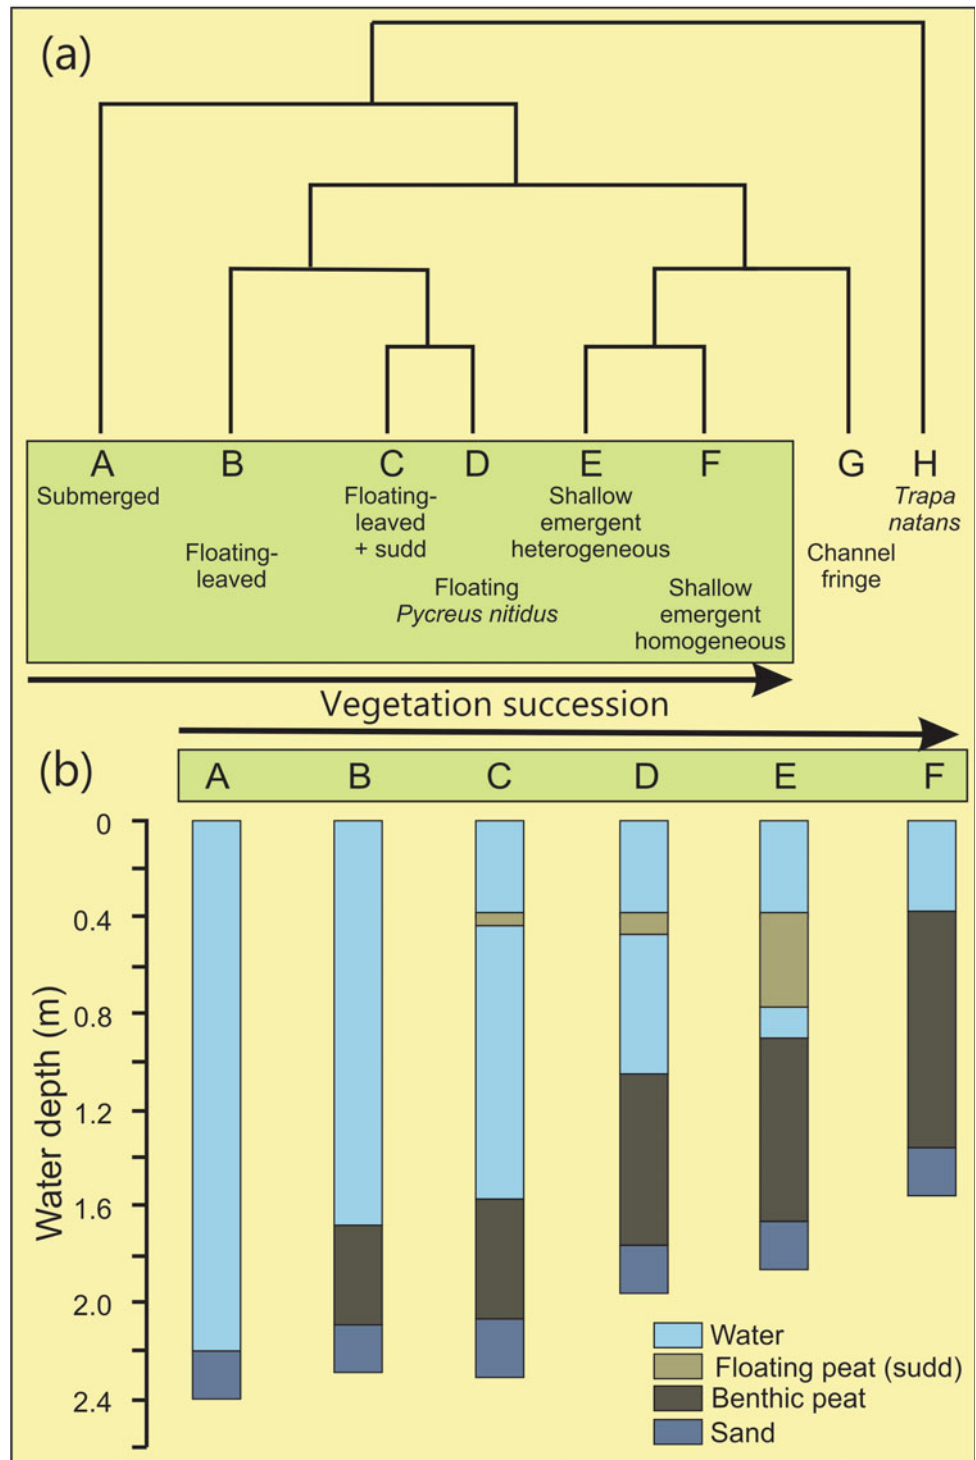 (a)
A B C D E F G H
Submerged
Floating-
leaved
Floating-
leaved
+ sudd
Floating
Pycreus nitidus
Shallow
emergent
heterogeneous
Shallow
emergent
homogeneous
Channel
fringe
Trapa
natans
Vegetation succession
(b)
A B C D E F
Water depth (m)
0
0.4
0.8
1.2
1.6
2.0
2.4
Water
Floating peat (sudd)
Benthic peat
Sand